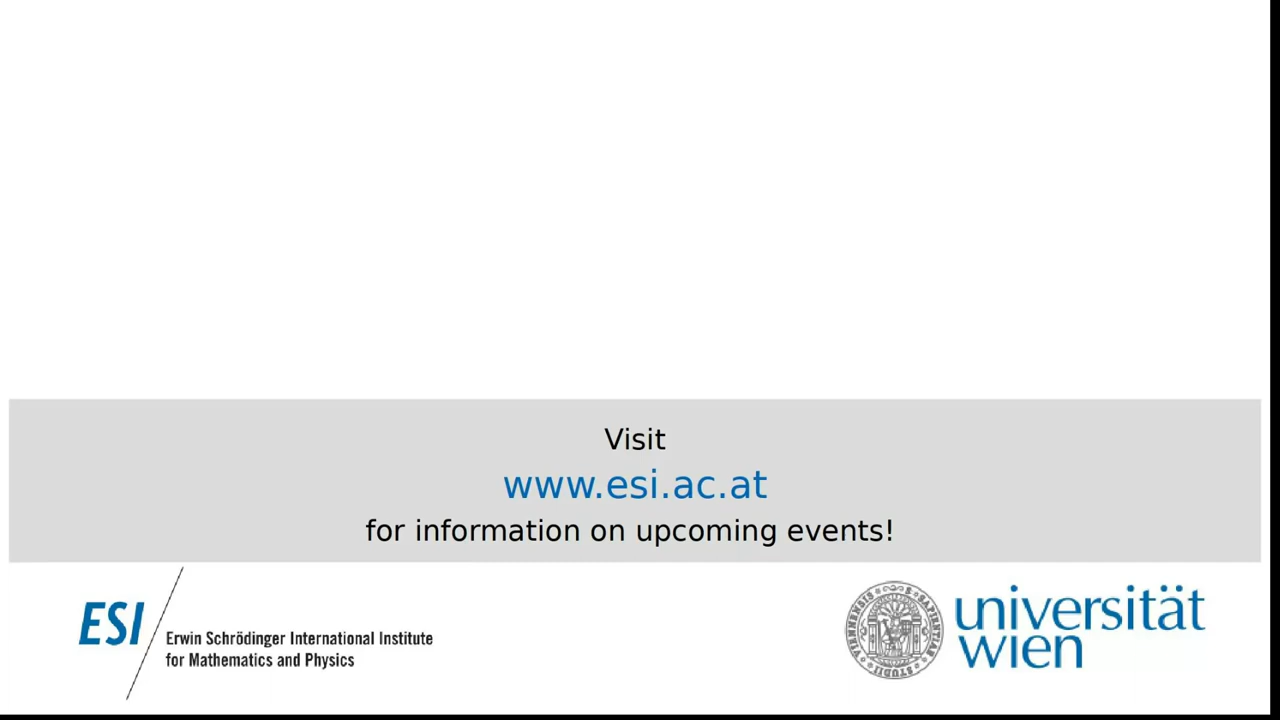 Visit
www.esi.ac.at
for information on upcoming events!
ESI
Erwin Schrödinger International Institute
for Mathematics and Physics
universität
wien